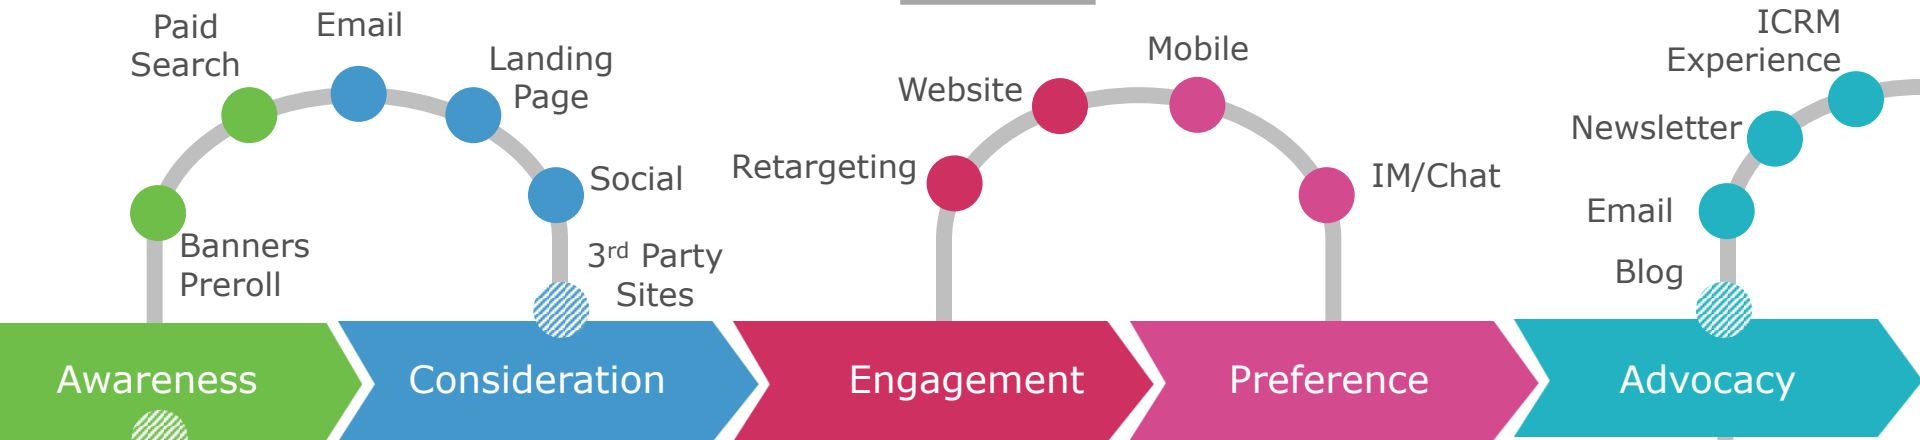 Paid
Search
Email
Landing
Page
Social
Banners
Preroll
3rd Party
Sites
Website
Mobile
Retargeting
IM/Chat
ICRM
Experience
Newsletter
Email
Blog
Awareness
Consideration
Engagement
Preference
Advocacy